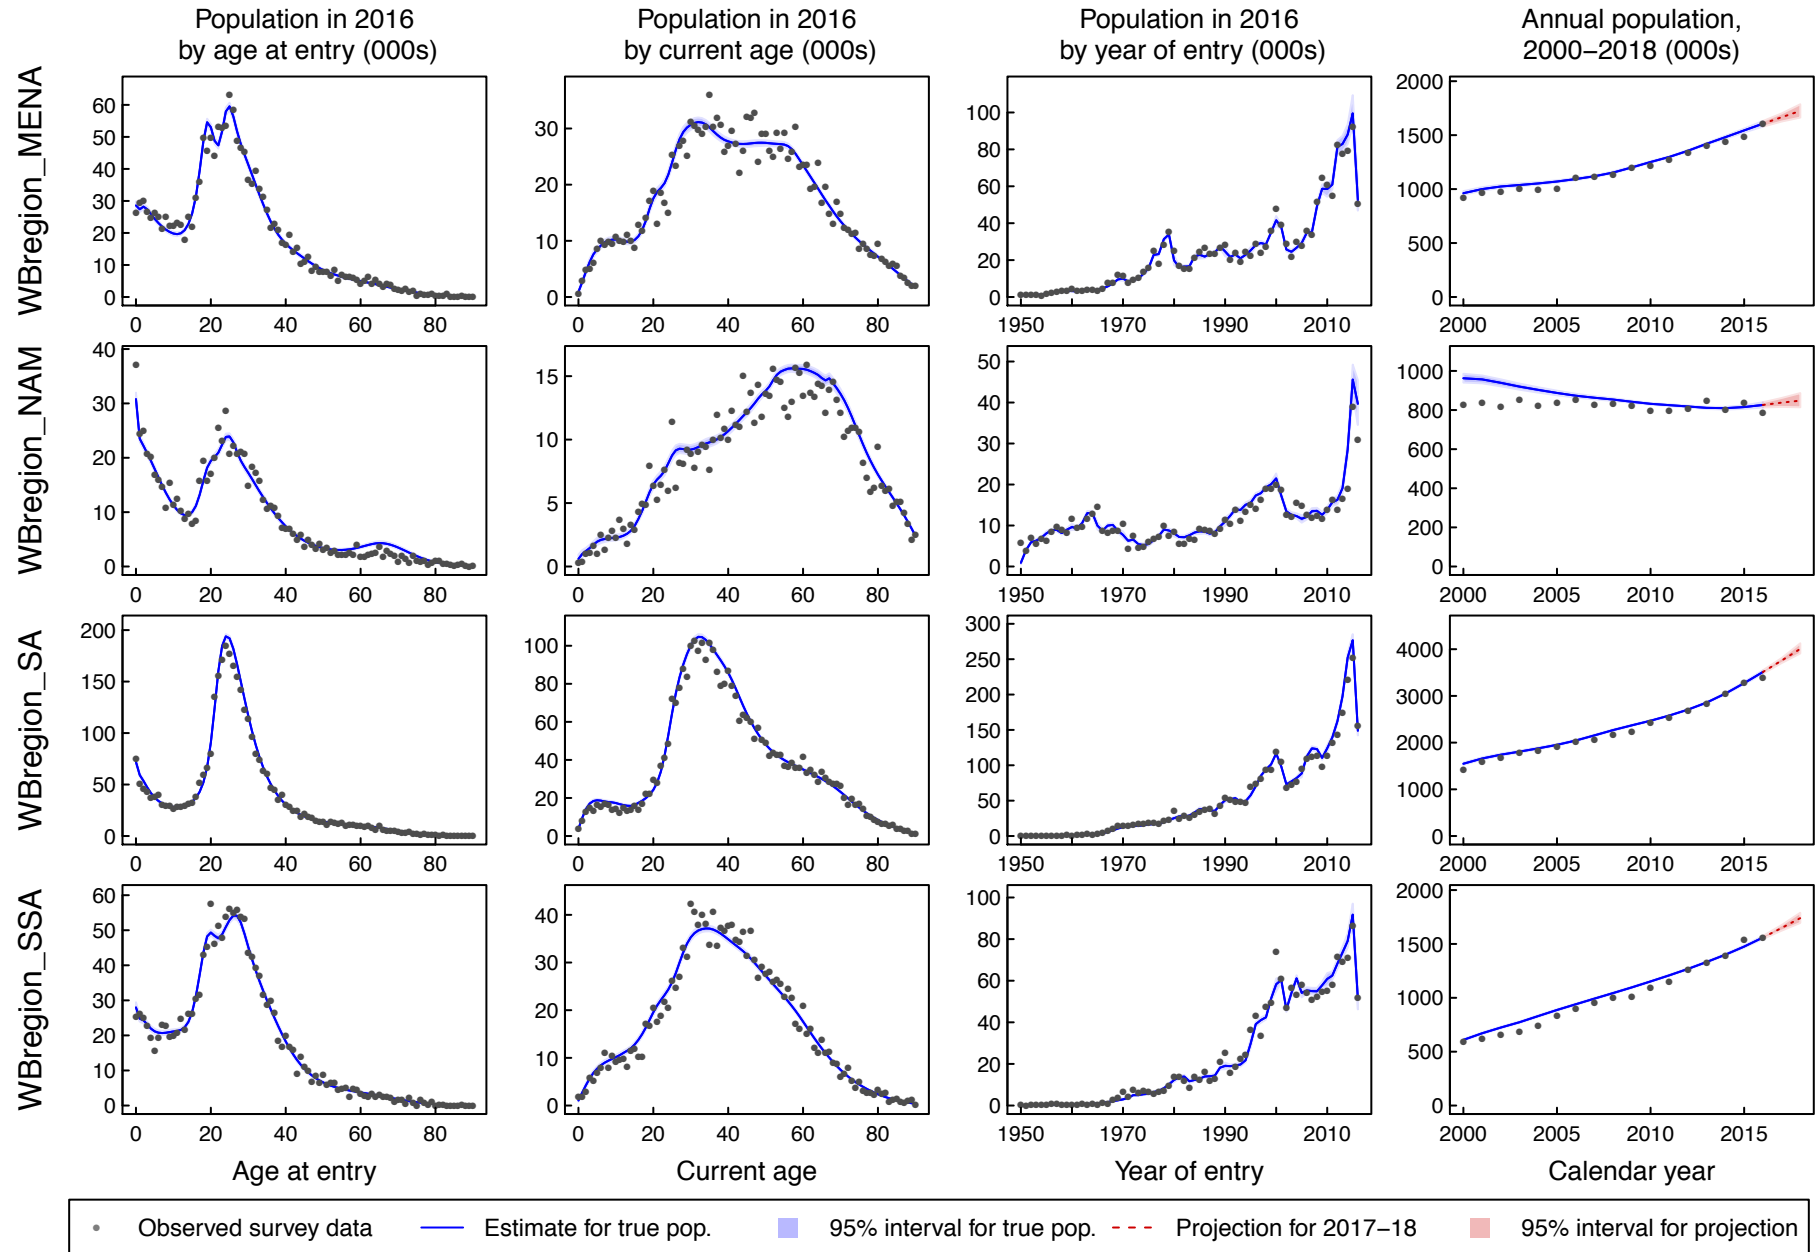 Population in 2016
by age at entry (000s)
Population in 2016
by current age (000s)
Population in 2016
by year of entry (000s)
Annual population,
2000−2018 (000s)
WBregion_MENA
60
50
40
30
20
10
0
0 20 40 60 80
30
20
10
0
0 20 40 60 80
100
80
60
40
20
0
1950 1970 1990 2010
2000
1500
1000
500
0
2000 2005 2010 2015
WBregion_NAM
40
30
20
10
0
0 20 40 60 80
15
10
5
0
0 20 40 60 80
50
40
30
20
10
0
1950 1970 1990 2010
1000
800
600
400
200
0
2000 2005 2010 2015
WBregion_SA
200
150
100
50
0
0 20 40 60 80
100
80
60
40
20
0
0 20 40 60 80
300
250
200
150
100
50
0
1950 1970 1990 2010
4000
3000
2000
1000
0
2000 2005 2010 2015
WBregion_SSA
60
50
40
30
20
10
0
0 20 40 60 80
40
30
20
10
0
0 20 40 60 80
100
80
60
40
20
0
1950 1970 1990 2010
2000
1500
1000
500
0
2000 2005 2010 2015
Age at entry
Current age
Year of entry
Calendar year
Observed survey data
Estimate for true pop.
95% interval for true pop.
Projection for 2017−18
95% interval for projection